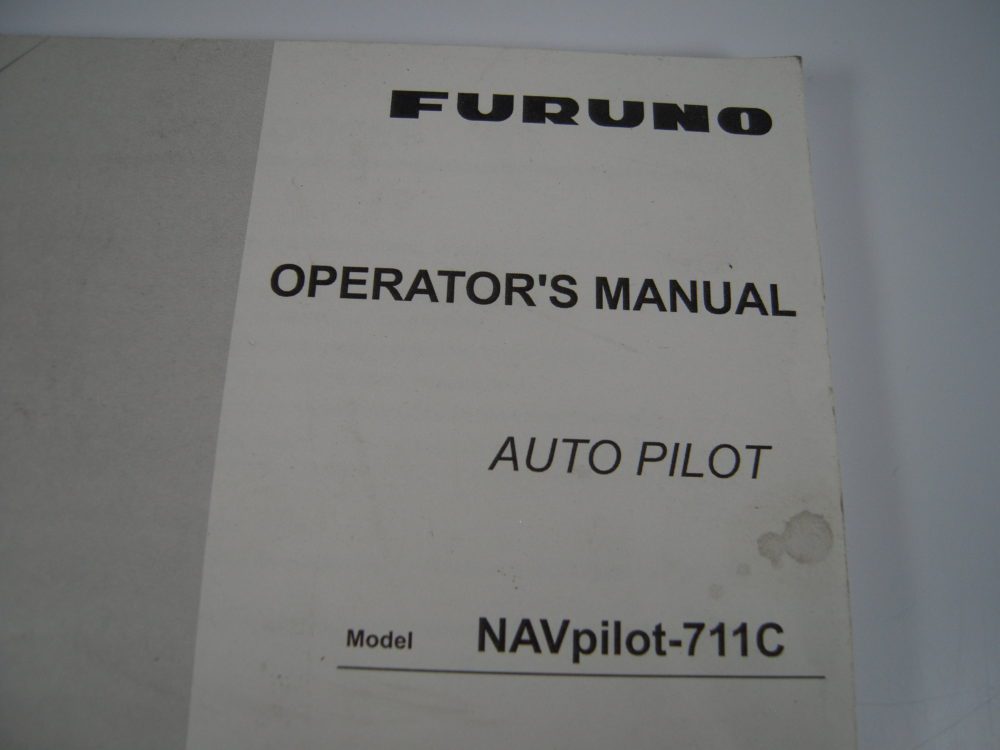 FURUNO
OPERATOR'S MANUAL
AUTO PILOT
Model NAVpilot-711C